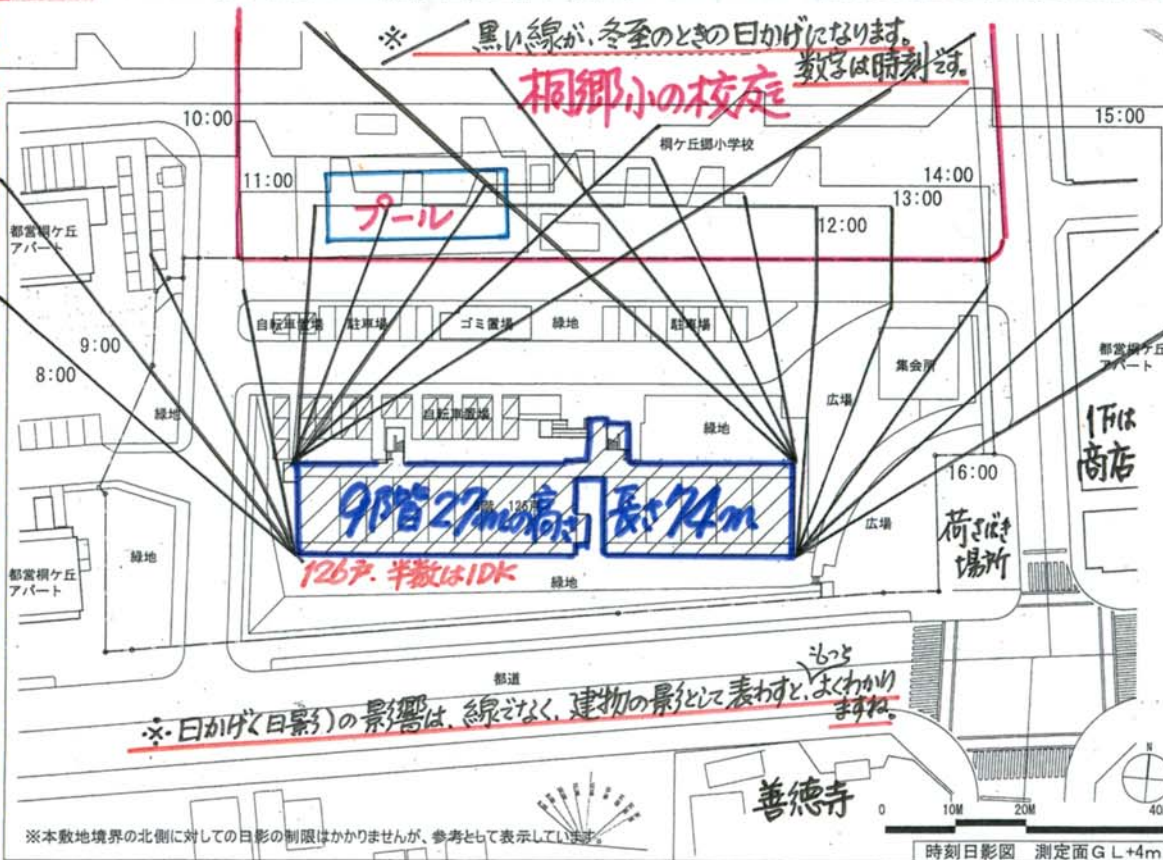 ※ 黒い線が、冬至のときの日かげになります。
数字は時刻です。
桐郷小の校庭
10:00
15:00
桐ケ丘郷小学校
11:00
14:00
13:00
プール
12:00
都営桐ケ丘
アパート
自転車置場
駐車場
ゴミ置場
緑地
駐車場
9:00
8:00
集会所
都営桐ケ丘
アパート
緑地
自転車置場
緑地
広場
1下は
商店
16:00
9階 27mの高さ 長さ 74m
広場
荷さばき
場所
緑地
126戸. 半数は1DK
緑地
都営桐ケ丘
アパート
都道
もっと
※日かげ(日影)の影響は、線でなく、建物の影として表わすと、よくわかり
ますね。
善徳寺
N
0 10M 20M 40
※本敷地境界の北側に対しての日影の制限はかかりませんが、参考として表示しています。
時刻日影図 測定面GL+4m